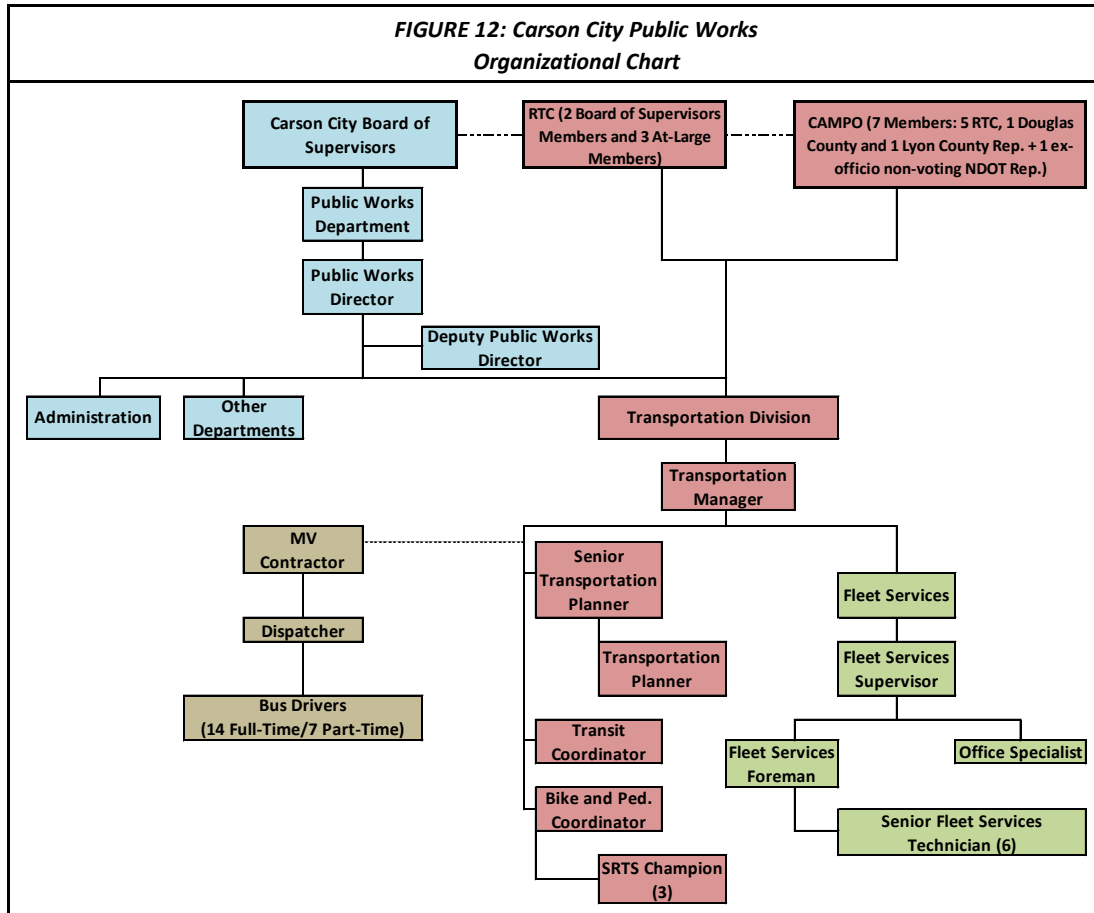 FIGURE 12: Carson City Public Works
Organizational Chart
Carson City Board of
Supervisors
RTC (2 Board of Supervisors
Members and 3 At-Large
Members)
CAMPO (7 Members: 5 RTC, 1 Douglas
County and 1 Lyon County Rep. + 1 ex-
officio non-voting NDOT Rep.)
Public Works
Department
Public Works
Director
Deputy Public Works
Director
Administration
Other
Departments
Transportation Division
Transportation
Manager
MV
Contractor
Dispatcher
Bus Drivers
(14 Full-Time/7 Part-Time)
Senior
Transportation
Planner
Transportation
Planner
Transit
Coordinator
Bike and Ped.
Coordinator
SRTS Champion
(3)
Fleet Services
Fleet Services
Supervisor
Fleet Services
Foreman
Office Specialist
Senior Fleet Services
Technician (6)